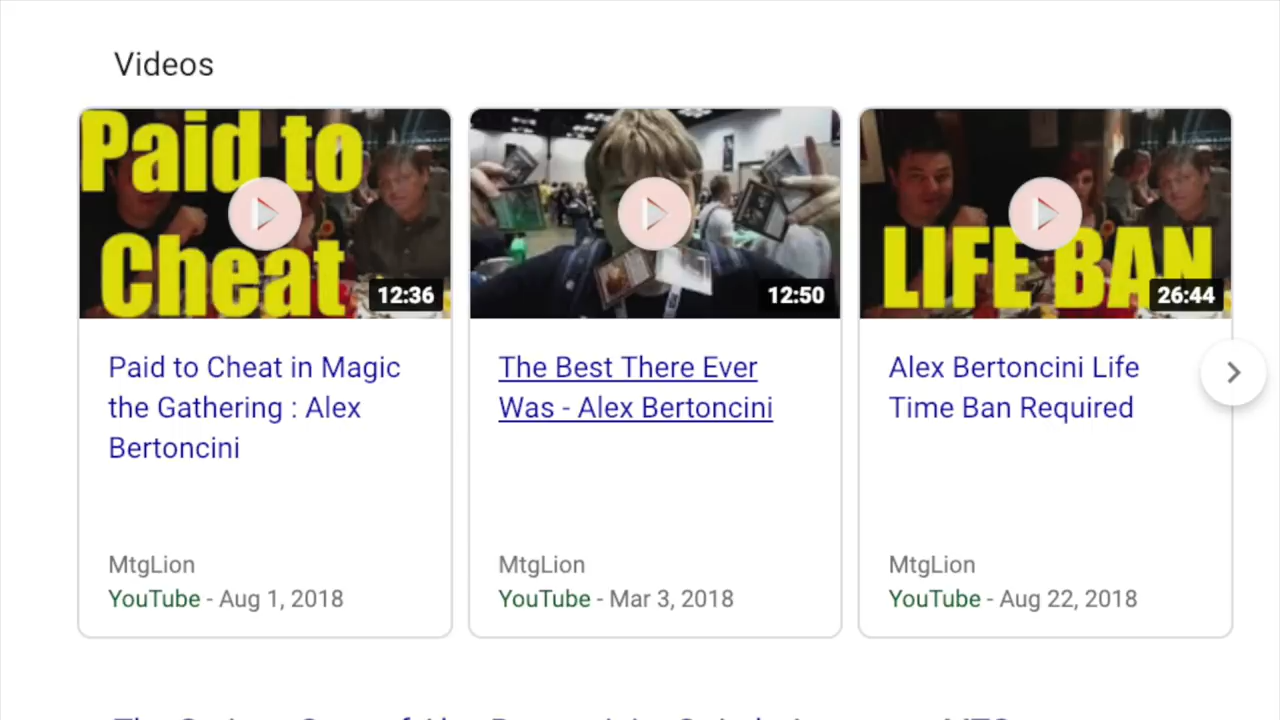 Videos
Paid to
Cheat
12:36
12:50
LIFE BAN
26:44
Paid to Cheat in Magic
the Gathering : Alex
Bertoncini
The Best There Ever
Was - Alex Bertoncini
Alex Bertoncini Life
Time Ban Required
MtgLion
YouTube - Aug 1, 2018
MtgLion
YouTube - Mar 3, 2018
MtgLion
YouTube - Aug 22, 2018